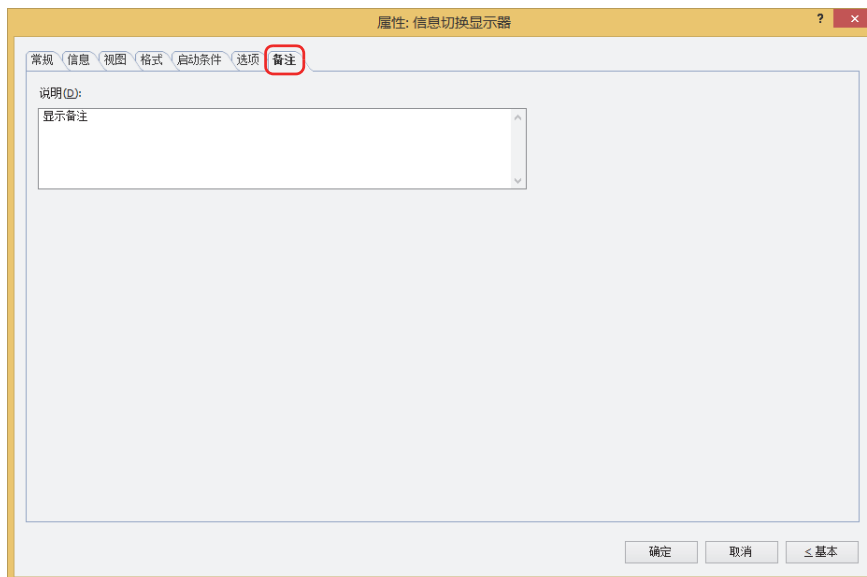 属性: 信息切换显示器
? ×
常规 信息 视图 格式 启动条件 选项 备注
说明(D):
显示备注
确定 取消 <基本